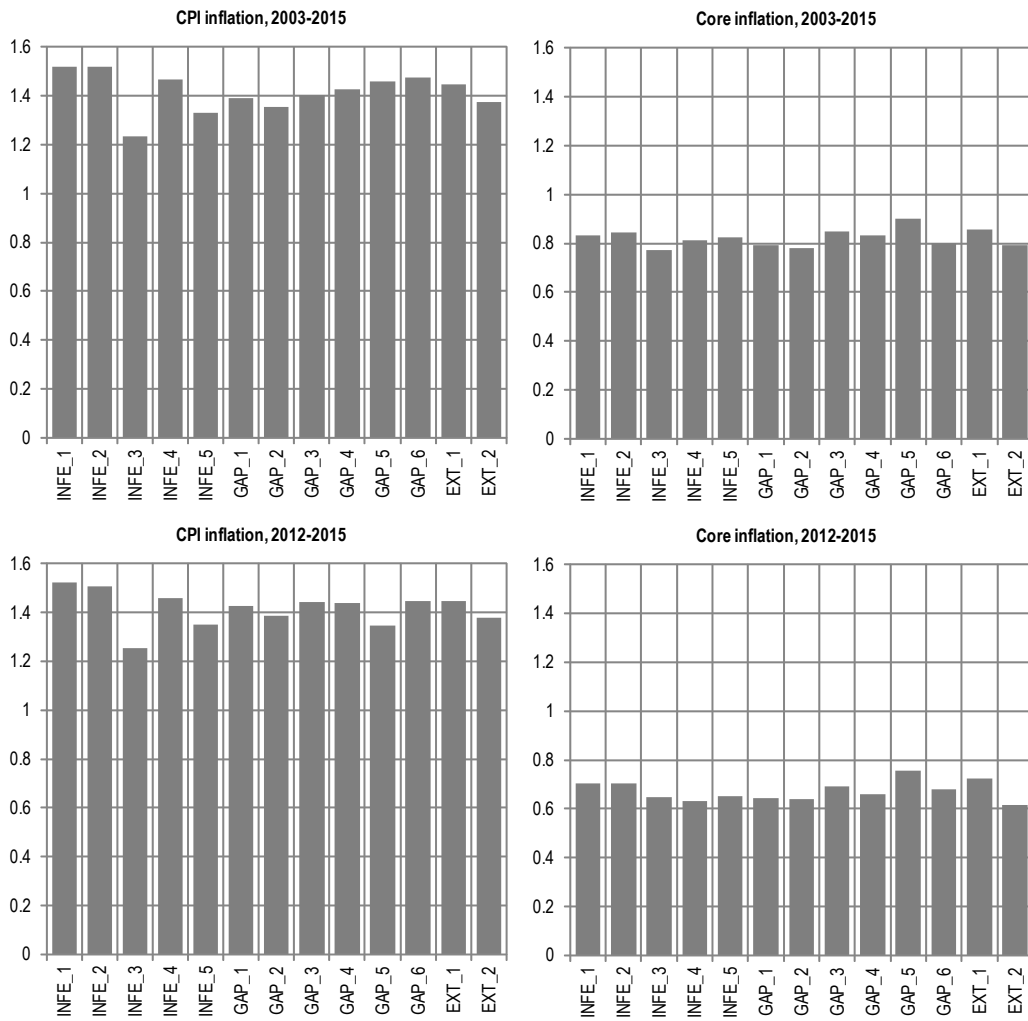 CPI inflation, 2003-2015
1.6
1.4
1.2
1
0.8
0.6
0.4
0.2
0
INFE_1
INFE_2
INFE_3
INFE_4
INFE_5
GAP_1
GAP_2
GAP_3
GAP_4
GAP_5
GAP_6
EXT_1
EXT_2
Core inflation, 2003-2015
1.6
1.4
1.2
1
0.8
0.6
0.4
0.2
0
INFE_1
INFE_2
INFE_3
INFE_4
INFE_5
GAP_1
GAP_2
GAP_3
GAP_4
GAP_5
GAP_6
EXT_1
EXT_2
CPI inflation, 2012-2015
1.6
1.4
1.2
1
0.8
0.6
0.4
0.2
0
INFE_1
INFE_2
INFE_3
INFE_4
INFE_5
GAP_1
GAP_2
GAP_3
GAP_4
GAP_5
GAP_6
EXT_1
EXT_2
Core inflation, 2012-2015
1.6
1.4
1.2
1
0.8
0.6
0.4
0.2
0
INFE_1
INFE_2
INFE_3
INFE_4
INFE_5
GAP_1
GAP_2
GAP_3
GAP_4
GAP_5
GAP_6
EXT_1
EXT_2